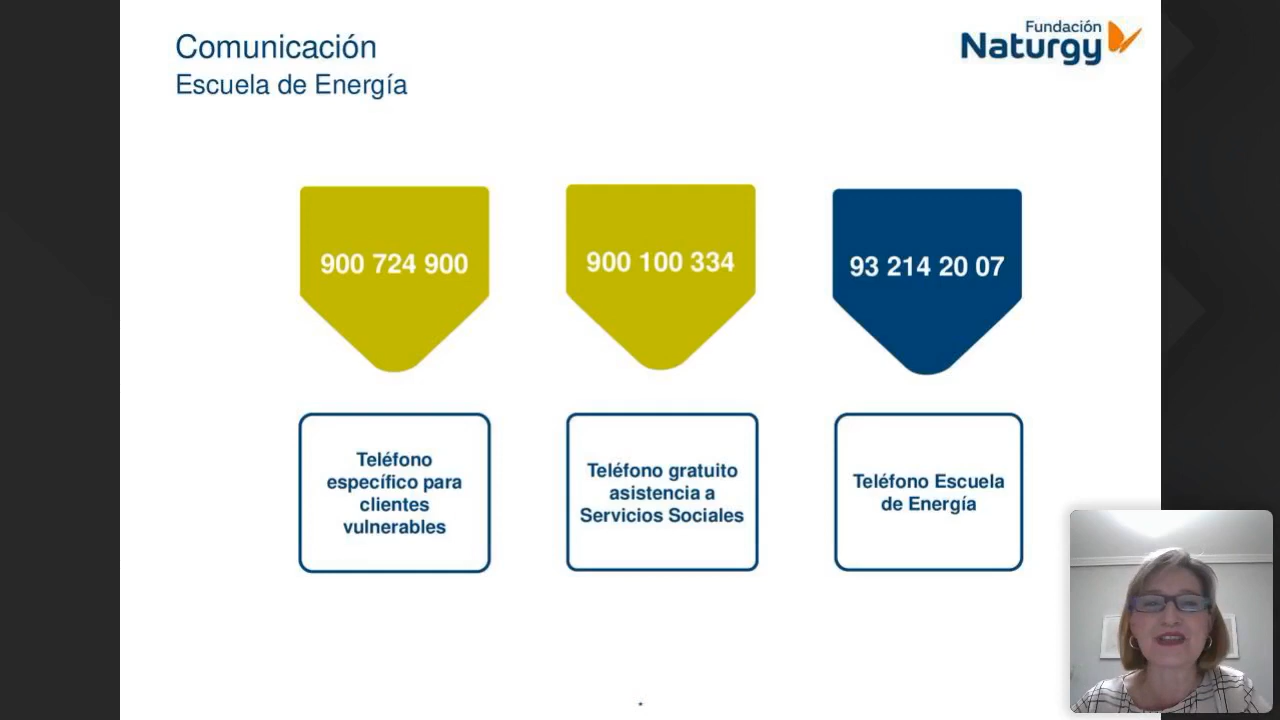 Comunicación
Escuela de Energía
Fundación
Naturgy
900 724 900
900 100 334
93 214 20 07
Teléfono
específico para
clientes
vulnerables
Teléfono gratuito
asistencia a
Servicios Sociales
Teléfono Escuela
de Energía